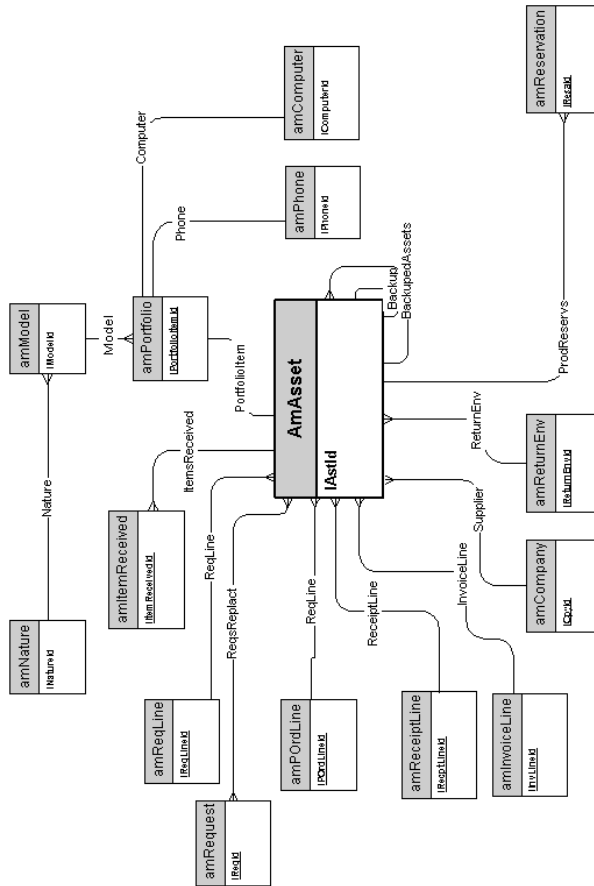 amNature
lNatureId
Nature
amModel
lModelId
Model
amPortfolio
lPortfolioItemId
Computer
amComputer
lComputerId
Phone
amPhone
lPhoneId
PortfolioItem
amItemReceived
lItemReceivedId
ItemsReceived
amReqLine
lReqLineId
ReqLine
amRequest
lReqId
ReqsReplact
AmAsset
lAstId
Backup
BackupedAssets
amPOrdLine
lPOrdLineId
ReqLine
amReceiptLine
lRecptLineId
ReceiptLine
amInvoiceLine
lInvLineId
InvoiceLine
amCompany
lCpyId
Supplier
amReturnEnv
lReturnEnvId
ReturnEnv
amReservation
lResaId
ProdReservs